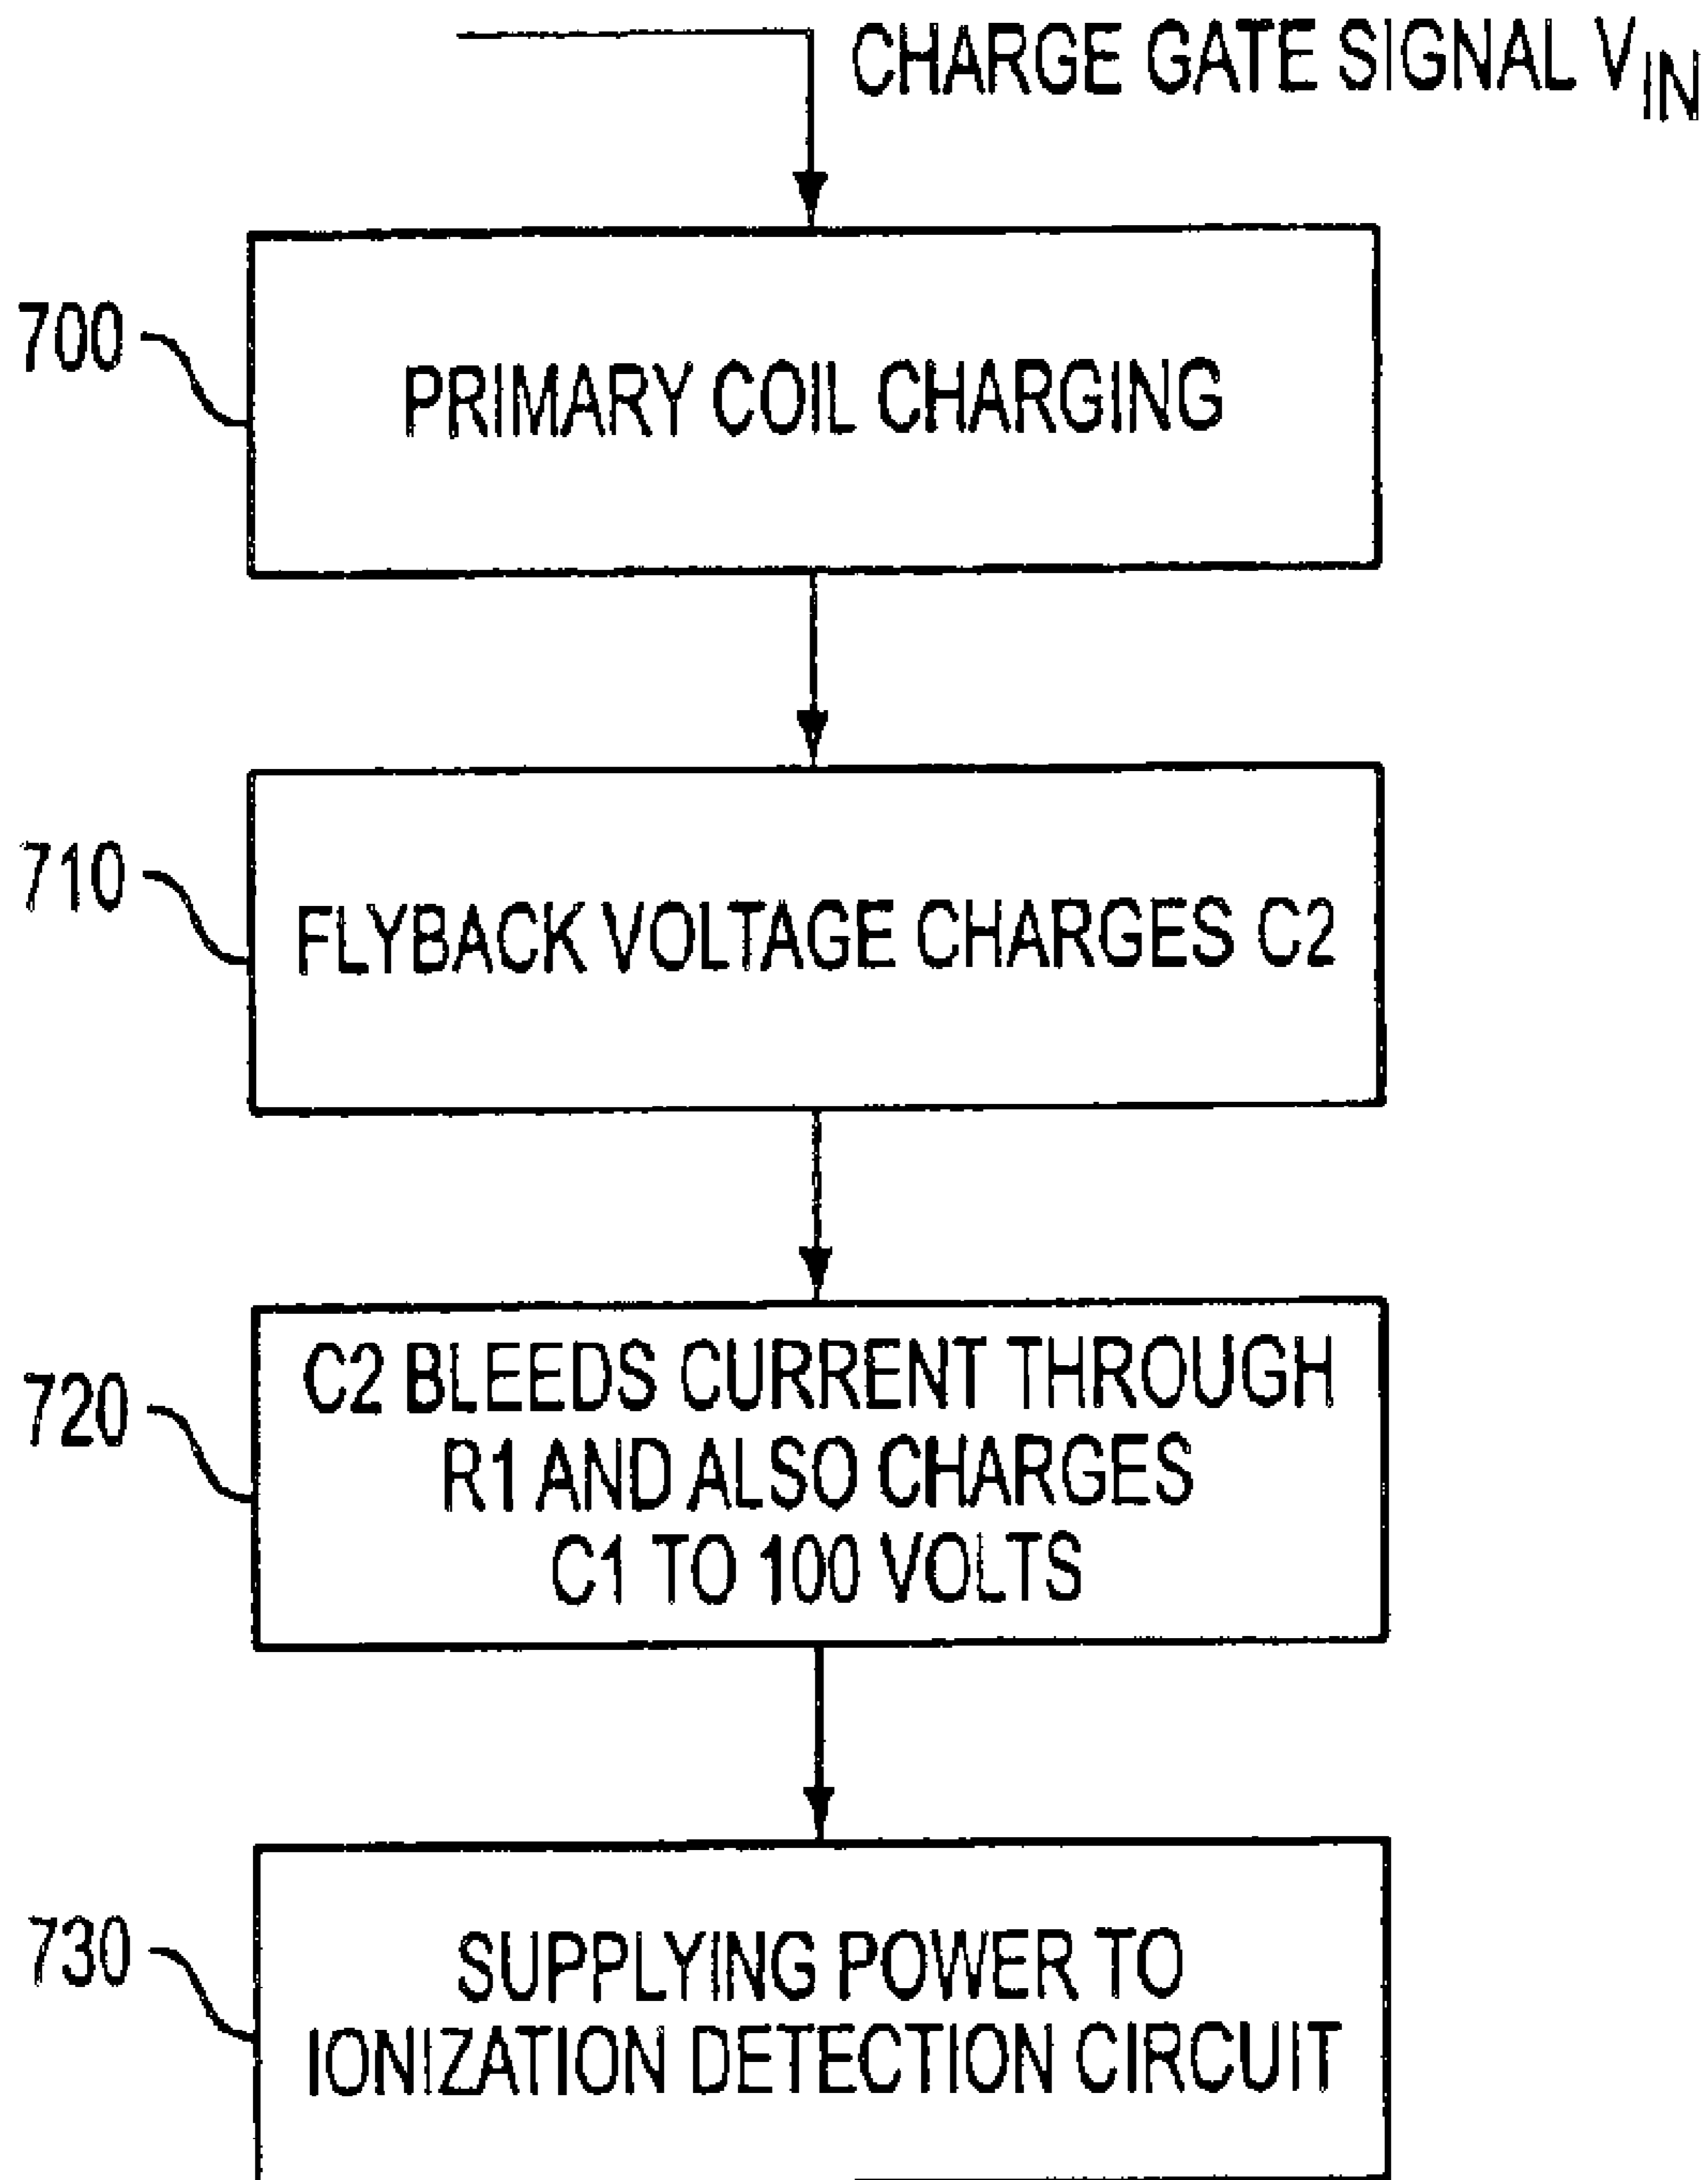 CHARGE GATE SIGNAL VIN
700
PRIMARY COIL CHARGING
710
FLYBACK VOLTAGE CHARGES C2
720
C2 BLEEDS CURRENT THROUGH
R1 AND ALSO CHARGES
C1 TO 100 VOLTS
730
SUPPLYING POWER TO
IONIZATION DETECTION CIRCUIT